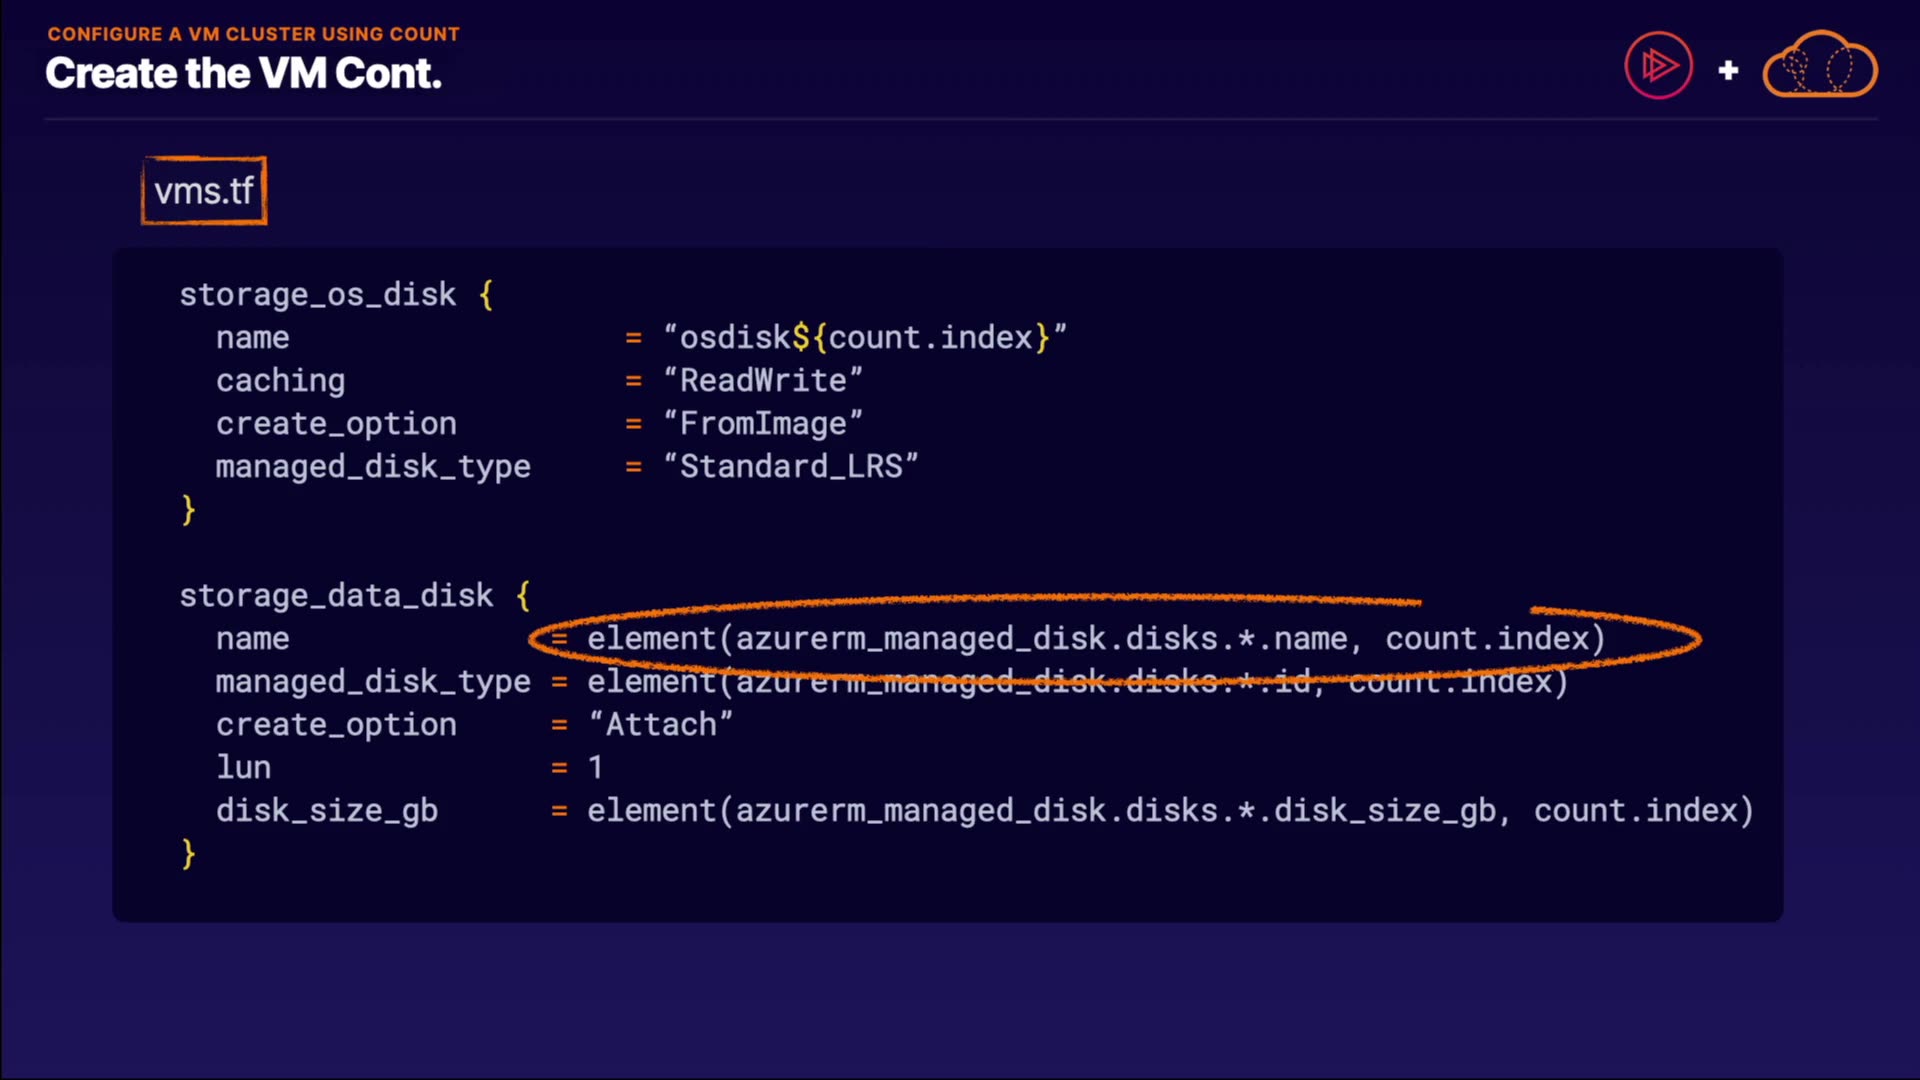 CONFIGURE A VM CLUSTER USING COUNT
Create the VM Cont.
+
vms.tf
storage_os_disk {
name = “osdisk${count.index}”
caching = “ReadWrite”
create_option = “FromImage”
managed_disk_type = “Standard_LRS”
}
storage_data_disk {
name = element(azurerm_managed_disk.disks.*.name, count.index)
managed_disk_type = element(azurerm_managed_disk.disks.*.id, count.index)
create_option = “Attach”
lun = 1
disk_size_gb = element(azurerm_managed_disk.disks.*.disk_size_gb, count.index)
}